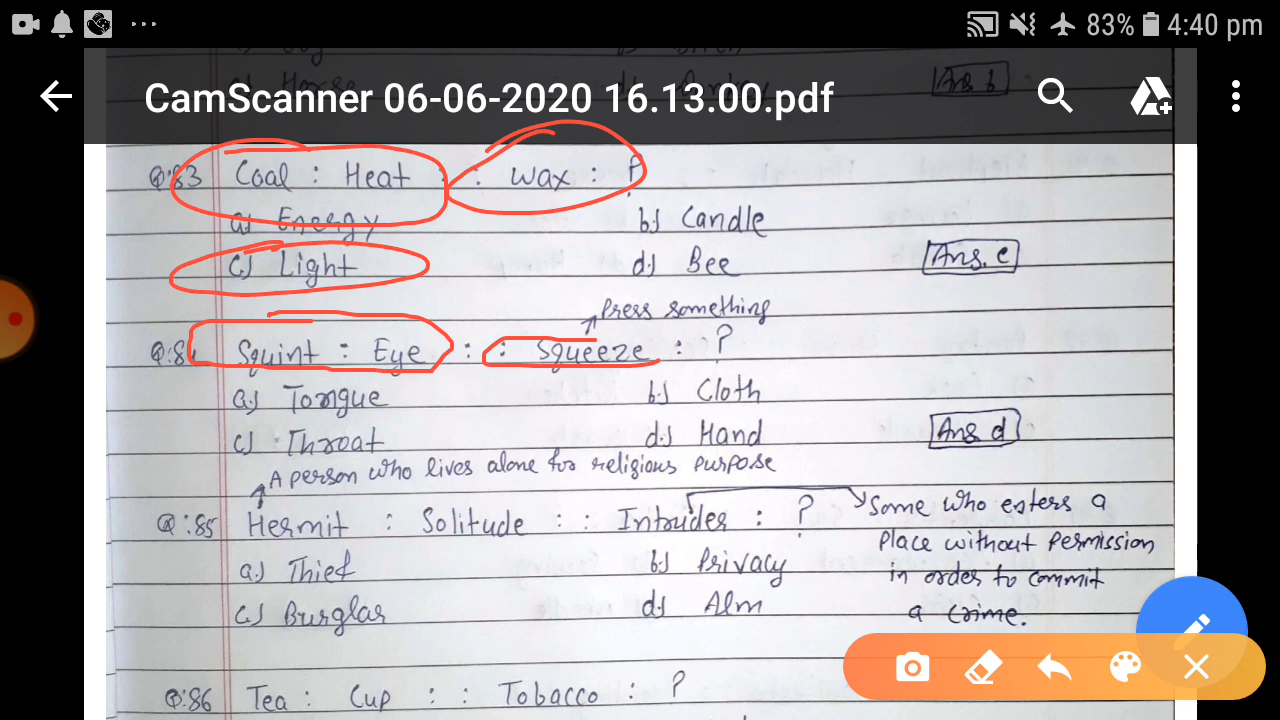 83% 4:40 pm
CamScanner 06-06-2020 16.13.00.pdf
Ans b
Q:83 Coal : Heat : : Wax : ?
a) Energy b) Candle
c) Light d) Bee Ans. c
Press something
Q:84 Squint : Eye : : Squeeze : ?
a) Tongue b) Cloth
c) Throat d) Hand Ans d
A person who lives alone for religious purpose
Q:85 Hermit : Solitude : : Intruder : ?
Some who enters a
place without permission
in order to commit
a crime.
a) Thief b) Privacy
c) Burglar d) Alm
Q:86 Tea : Cup : : Tobacco : ?